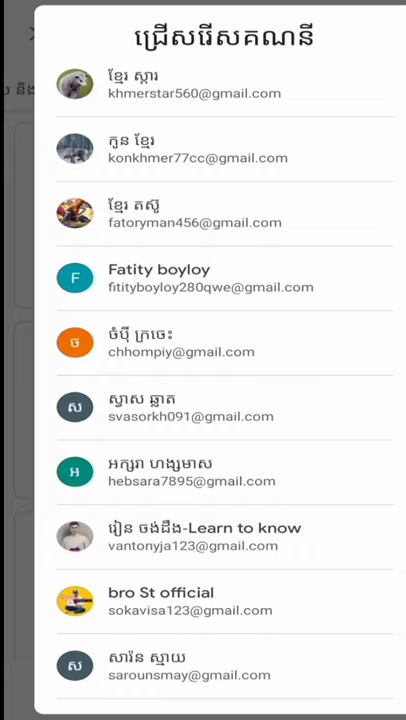 ជ្រើសរើសគណនី
ខ្មែរ ស្តារ
khmerstar560@gmail.com
កូន ខ្មែរ
konkhmer77cc@gmail.com
ខ្មែរ តស៊ូ
fatoryman456@gmail.com
F
Fatity boyloy
fitityboyloy280qwe@gmail.com
ច
ចំប៉ី ក្រចេះ
chhompiy@gmail.com
ស
ស្វាស ឆ្លាត
svasorkh091@gmail.com
អ
អក្សរា ហង្សមាស
hebsara7895@gmail.com
រៀន ចង់ដឹង-Learn to know
vantonyja123@gmail.com
bro St official
sokavisa123@gmail.com
ស
សារ៉ន ស្មាយ
sarounsmay@gmail.com